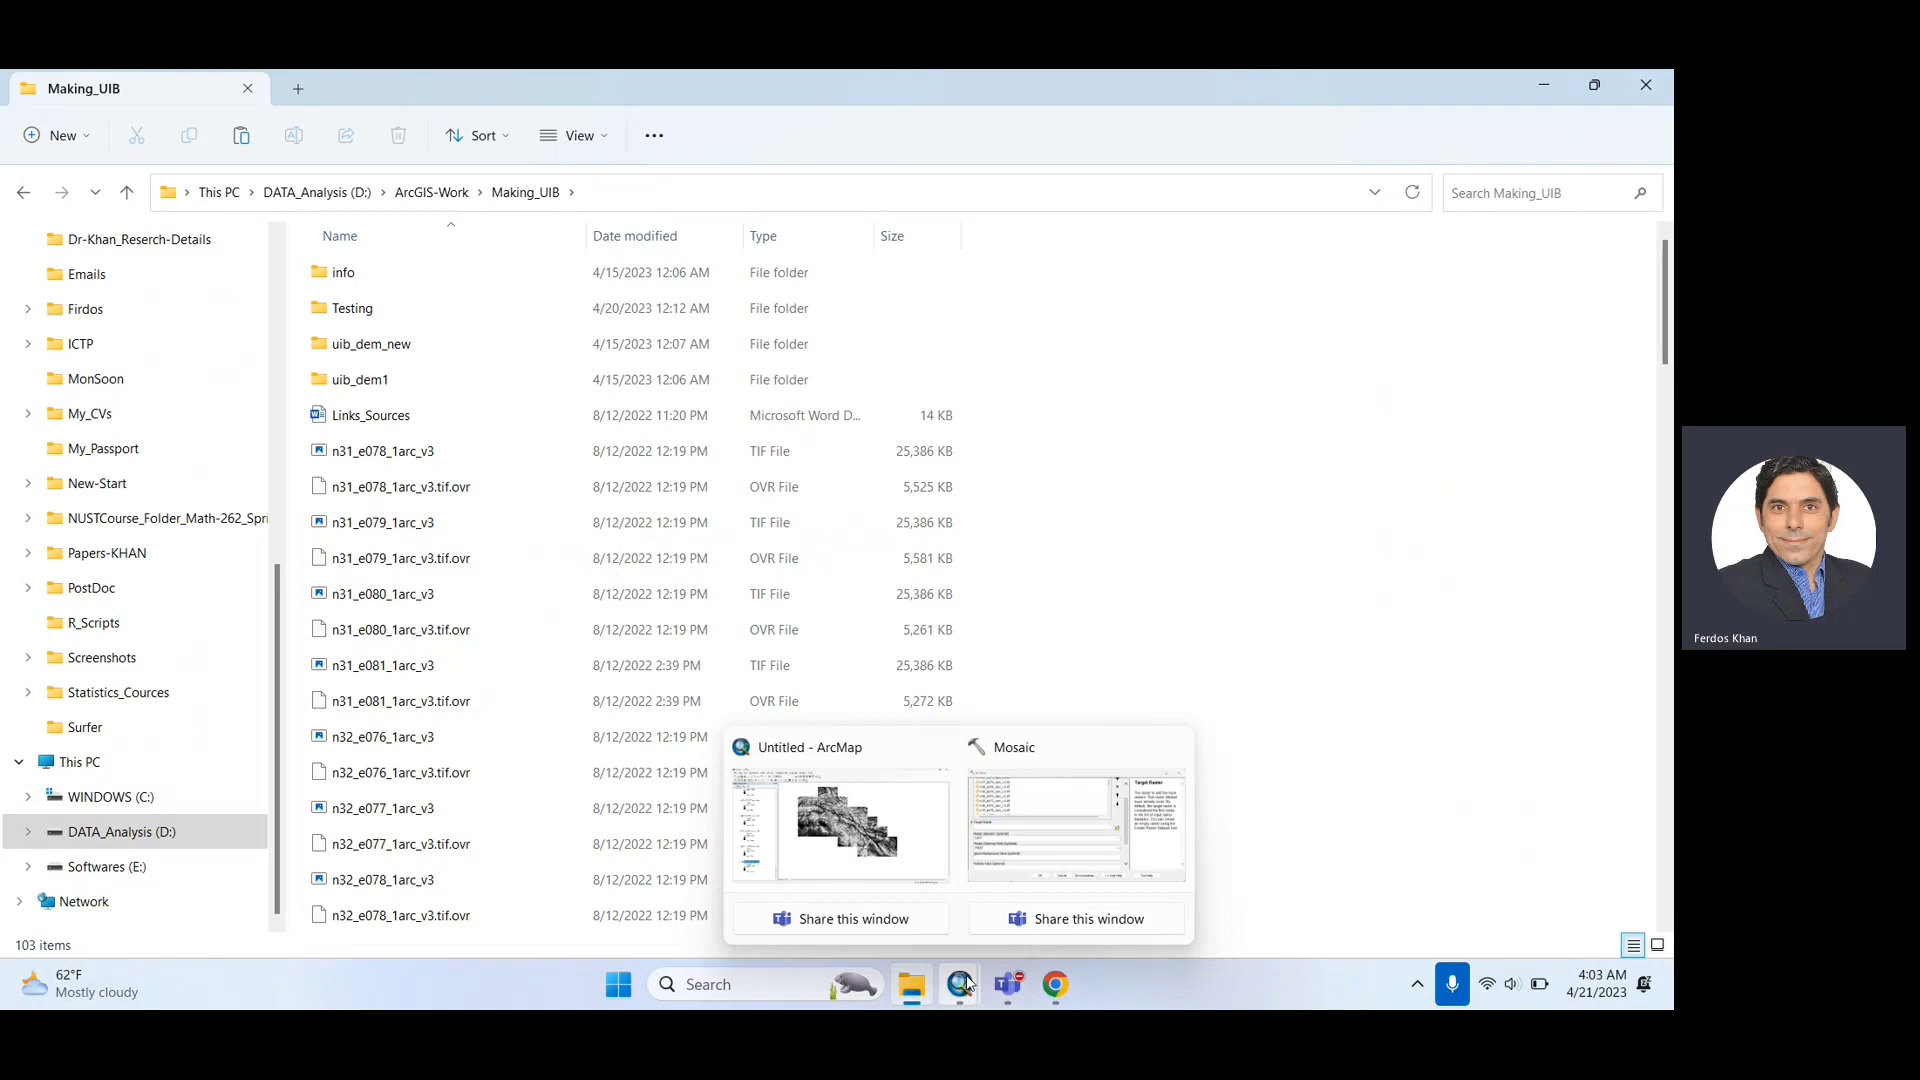 Making_UIB
New
Sort
View
This PC
DATA_Analysis (D:)
ArcGIS-Work
Making_UIB
Search Making_UIB
Dr-Khan_Reserch-Details
Emails
Firdos
ICTP
MonSoon
My_CVs
My_Passport
New-Start
NUSTCourse_Folder_Math-262_Spri
Papers-KHAN
PostDoc
R_Scripts
Screenshots
Statistics_Cources
Surfer
This PC
WINDOWS (C:)
DATA_Analysis (D:)
Softwares (E:)
Network
Name Date modified Type Size
info 4/15/2023 12:06 AM File folder
Testing 4/20/2023 12:12 AM File folder
uib_dem_new 4/15/2023 12:07 AM File folder
uib_dem1 4/15/2023 12:06 AM File folder
Links_Sources 8/12/2022 11:20 PM Microsoft Word D... 14 KB
n31_e078_1arc_v3 8/12/2022 12:19 PM TIF File 25,386 KB
n31_e078_1arc_v3.tif.ovr 8/12/2022 12:19 PM OVR File 5,525 KB
n31_e079_1arc_v3 8/12/2022 12:19 PM TIF File 25,386 KB
n31_e079_1arc_v3.tif.ovr 8/12/2022 12:19 PM OVR File 5,581 KB
n31_e080_1arc_v3 8/12/2022 12:19 PM TIF File 25,386 KB
n31_e080_1arc_v3.tif.ovr 8/12/2022 12:19 PM OVR File 5,261 KB
n31_e081_1arc_v3 8/12/2022 2:39 PM TIF File 25,386 KB
n31_e081_1arc_v3.tif.ovr 8/12/2022 2:39 PM OVR File 5,272 KB
n32_e076_1arc_v3 8/12/2022 12:19 PM
n32_e076_1arc_v3.tif.ovr 8/12/2022 12:19 PM
n32_e077_1arc_v3 8/12/2022 12:19 PM
n32_e077_1arc_v3.tif.ovr 8/12/2022 12:19 PM
n32_e078_1arc_v3 8/12/2022 12:19 PM
n32_e078_1arc_v3.tif.ovr 8/12/2022 12:19 PM
Untitled - ArcMap
Mosaic
Target Raster
Share this window
Share this window
103 items
62°F
Mostly cloudy
Search
4:03 AM
4/21/2023
Ferdos Khan